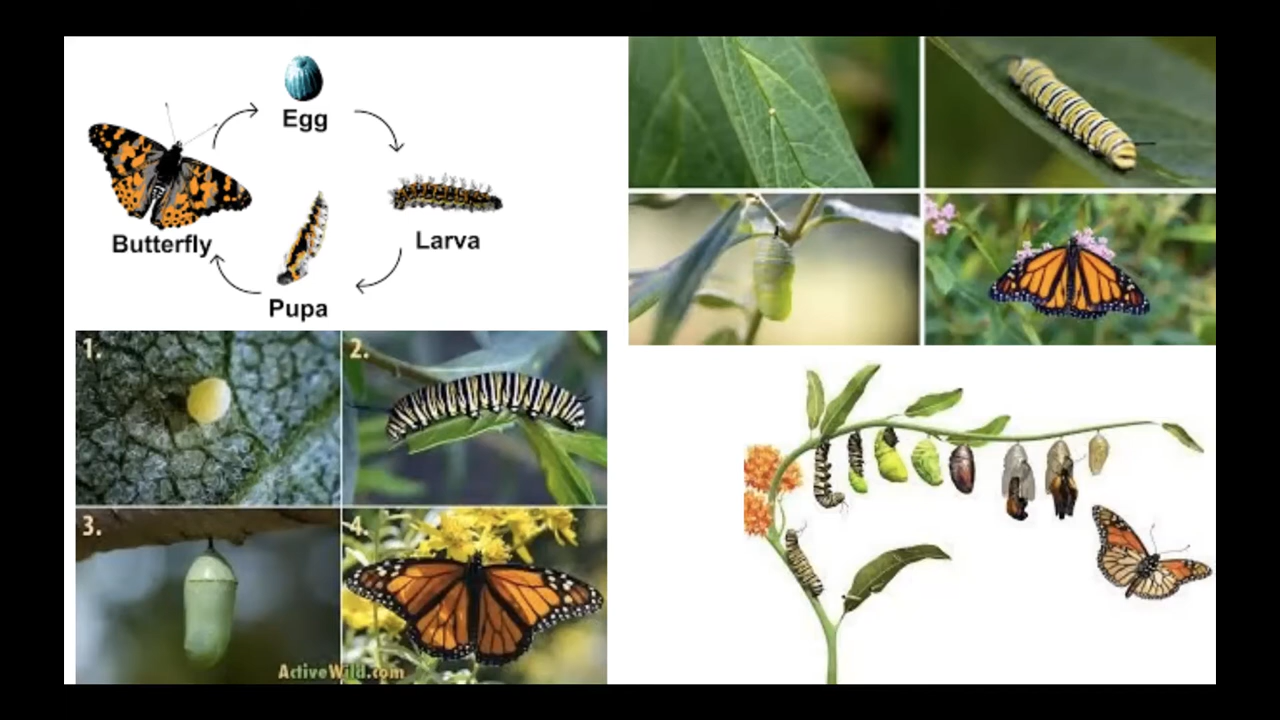 Egg
Larva
Butterfly
Pupa
1.
2.
3.
4.
ActiveWild.com